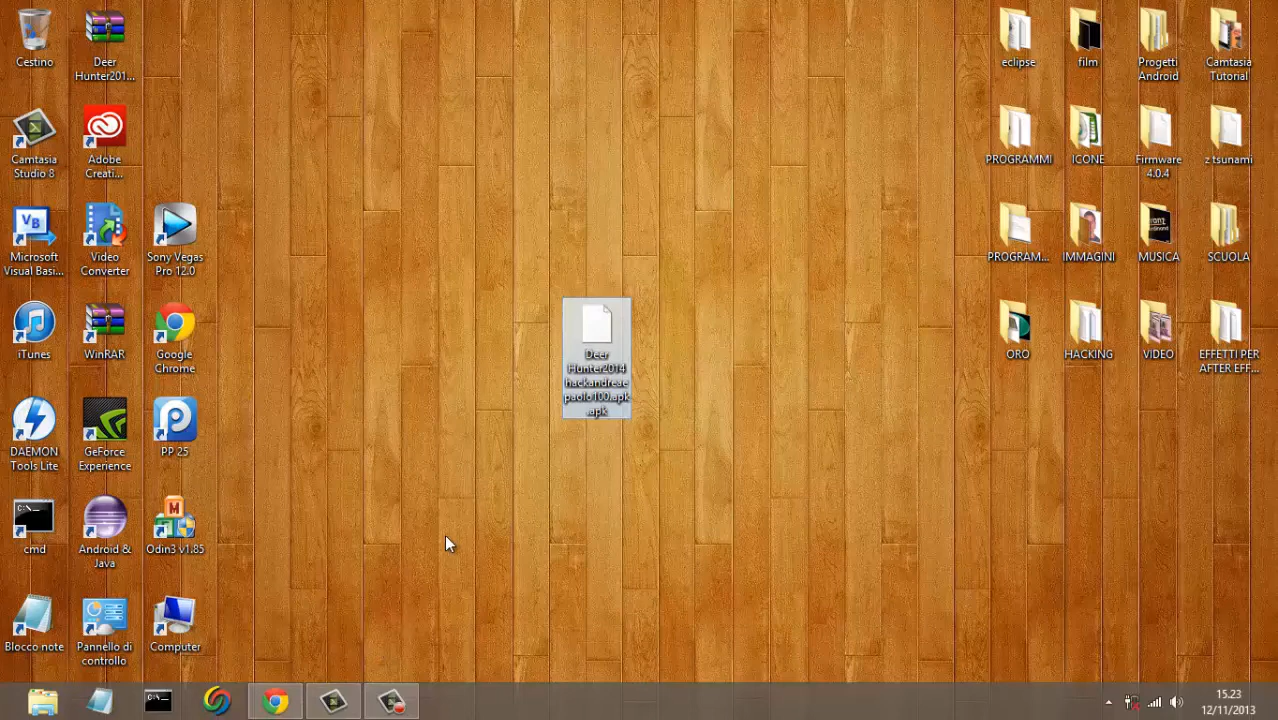 Cestino
Deer
Hunter201...
Camtasia
Studio 8
Adobe
Creati...
Microsoft
Visual Basi...
Video
Converter
Sony Vegas
Pro 12.0
iTunes
WinRAR
Google
Chrome
DAEMON
Tools Lite
GeForce
Experience
PP 25
cmd
Android &
Java
Odin3 v1.85
Blocco note
Pannello di
controllo
Computer
Deer
Hunter2014
hackandreae
paolo100.apk
.apk
eclipse
film
Progetti
Android
Camtasia
Tutorial
PROGRAMMI
ICONE
Firmware
4.0.4
z tsunami
PROGRAM...
IMMAGINI
MUSICA
SCUOLA
ORO
HACKING
VIDEO
EFFETTI PER
AFTER EFF...
15.23
12/11/2013